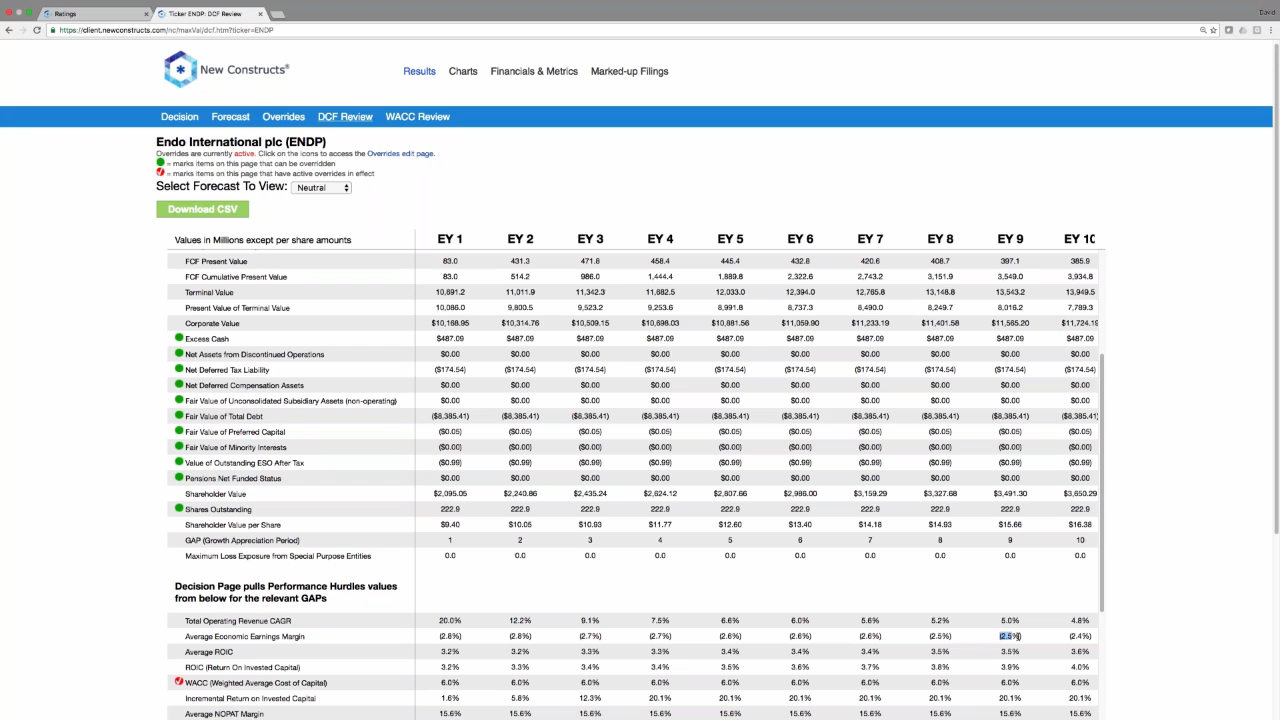 Ratings
Ticker ENDP: DCF Review
David
https://client.newconstructs.com/nc/maxVal/dcf.htm?ticker=ENDP
New Constructs®
Results Charts Financials & Metrics Marked-up Filings
Decision Forecast Overrides DCF Review WACC Review
Endo International plc (ENDP)
Overrides are currently active. Click on the icons to access the Overrides edit page.
= marks items on this page that can be overridden
= marks items on this page that have active overrides in effect
Select Forecast To View: Neutral
Download CSV
Values in Millions except per share amounts EY 1 EY 2 EY 3 EY 4 EY 5 EY 6 EY 7 EY 8 EY 9 EY 10
FCF Present Value 83.0 431.3 471.8 458.4 445.4 432.8 420.6 408.7 397.1 385.9
FCF Cumulative Present Value 83.0 514.2 986.0 1,444.4 1,889.8 2,322.6 2,743.2 3,151.9 3,549.0 3,934.8
Terminal Value 10,691.2 11,011.9 11,342.3 11,682.5 12,033.0 12,394.0 12,765.8 13,148.8 13,543.2 13,949.5
Present Value of Terminal Value 10,086.0 9,800.5 9,523.2 9,253.6 8,991.8 8,737.3 8,490.0 8,249.7 8,016.2 7,789.3
Corporate Value $10,168.95 $10,314.76 $10,509.15 $10,698.03 $10,881.56 $11,059.90 $11,233.19 $11,401.58 $11,565.20 $11,724.19
Excess Cash $487.09 $487.09 $487.09 $487.09 $487.09 $487.09 $487.09 $487.09 $487.09 $487.09
Net Assets from Discontinued Operations $0.00 $0.00 $0.00 $0.00 $0.00 $0.00 $0.00 $0.00 $0.00 $0.00
Net Deferred Tax Liability ($174.54) ($174.54) ($174.54) ($174.54) ($174.54) ($174.54) ($174.54) ($174.54) ($174.54) ($174.54)
Net Deferred Compensation Assets $0.00 $0.00 $0.00 $0.00 $0.00 $0.00 $0.00 $0.00 $0.00 $0.00
Fair Value of Unconsolidated Subsidiary Assets (non-operating) $0.00 $0.00 $0.00 $0.00 $0.00 $0.00 $0.00 $0.00 $0.00 $0.00
Fair Value of Total Debt ($8,385.41) ($8,385.41) ($8,385.41) ($8,385.41) ($8,385.41) ($8,385.41) ($8,385.41) ($8,385.41) ($8,385.41) ($8,385.41)
Fair Value of Preferred Capital ($0.05) ($0.05) ($0.05) ($0.05) ($0.05) ($0.05) ($0.05) ($0.05) ($0.05) ($0.05)
Fair Value of Minority Interests ($0.00) ($0.00) ($0.00) ($0.00) ($0.00) ($0.00) ($0.00) ($0.00) ($0.00) ($0.00)
Value of Outstanding ESO After Tax ($0.99) ($0.99) ($0.99) ($0.99) ($0.99) ($0.99) ($0.99) ($0.99) ($0.99) ($0.99)
Pensions Net Funded Status $0.00 $0.00 $0.00 $0.00 $0.00 $0.00 $0.00 $0.00 $0.00 $0.00
Shareholder Value $2,095.05 $2,240.86 $2,435.24 $2,624.12 $2,807.66 $2,986.00 $3,159.29 $3,327.68 $3,491.30 $3,650.29
Shares Outstanding 222.9 222.9 222.9 222.9 222.9 222.9 222.9 222.9 222.9 222.9
Shareholder Value per Share $9.40 $10.05 $10.93 $11.77 $12.60 $13.40 $14.18 $14.93 $15.66 $16.38
GAP (Growth Appreciation Period) 1 2 3 4 5 6 7 8 9 10
Maximum Loss Exposure from Special Purpose Entities 0.0 0.0 0.0 0.0 0.0 0.0 0.0 0.0 0.0 0.0
Decision Page pulls Performance Hurdles values
from below for the relevant GAPs
Total Operating Revenue CAGR 20.0% 12.2% 9.1% 7.5% 6.6% 6.0% 5.6% 5.2% 5.0% 4.8%
Average Economic Earnings Margin (2.8%) (2.8%) (2.7%) (2.7%) (2.6%) (2.6%) (2.6%) (2.5%) (2.5%) (2.4%)
Average ROIC 3.2% 3.2% 3.3% 3.3% 3.3% 3.4% 3.4% 3.5% 3.5% 3.6%
ROIC (Return On Invested Capital) 3.2% 3.3% 3.4% 3.4% 3.5% 3.6% 3.7% 3.8% 3.9% 4.0%
WACC (Weighted Average Cost of Capital) 6.0% 6.0% 6.0% 6.0% 6.0% 6.0% 6.0% 6.0% 6.0% 6.0%
Incremental Return on Invested Capital 1.6% 5.8% 12.3% 20.1% 20.1% 20.1% 20.1% 20.1% 20.1% 20.1%
Average NOPAT Margin 15.6% 15.6% 15.6% 15.6% 15.6% 15.6% 15.6% 15.6% 15.6% 15.6%